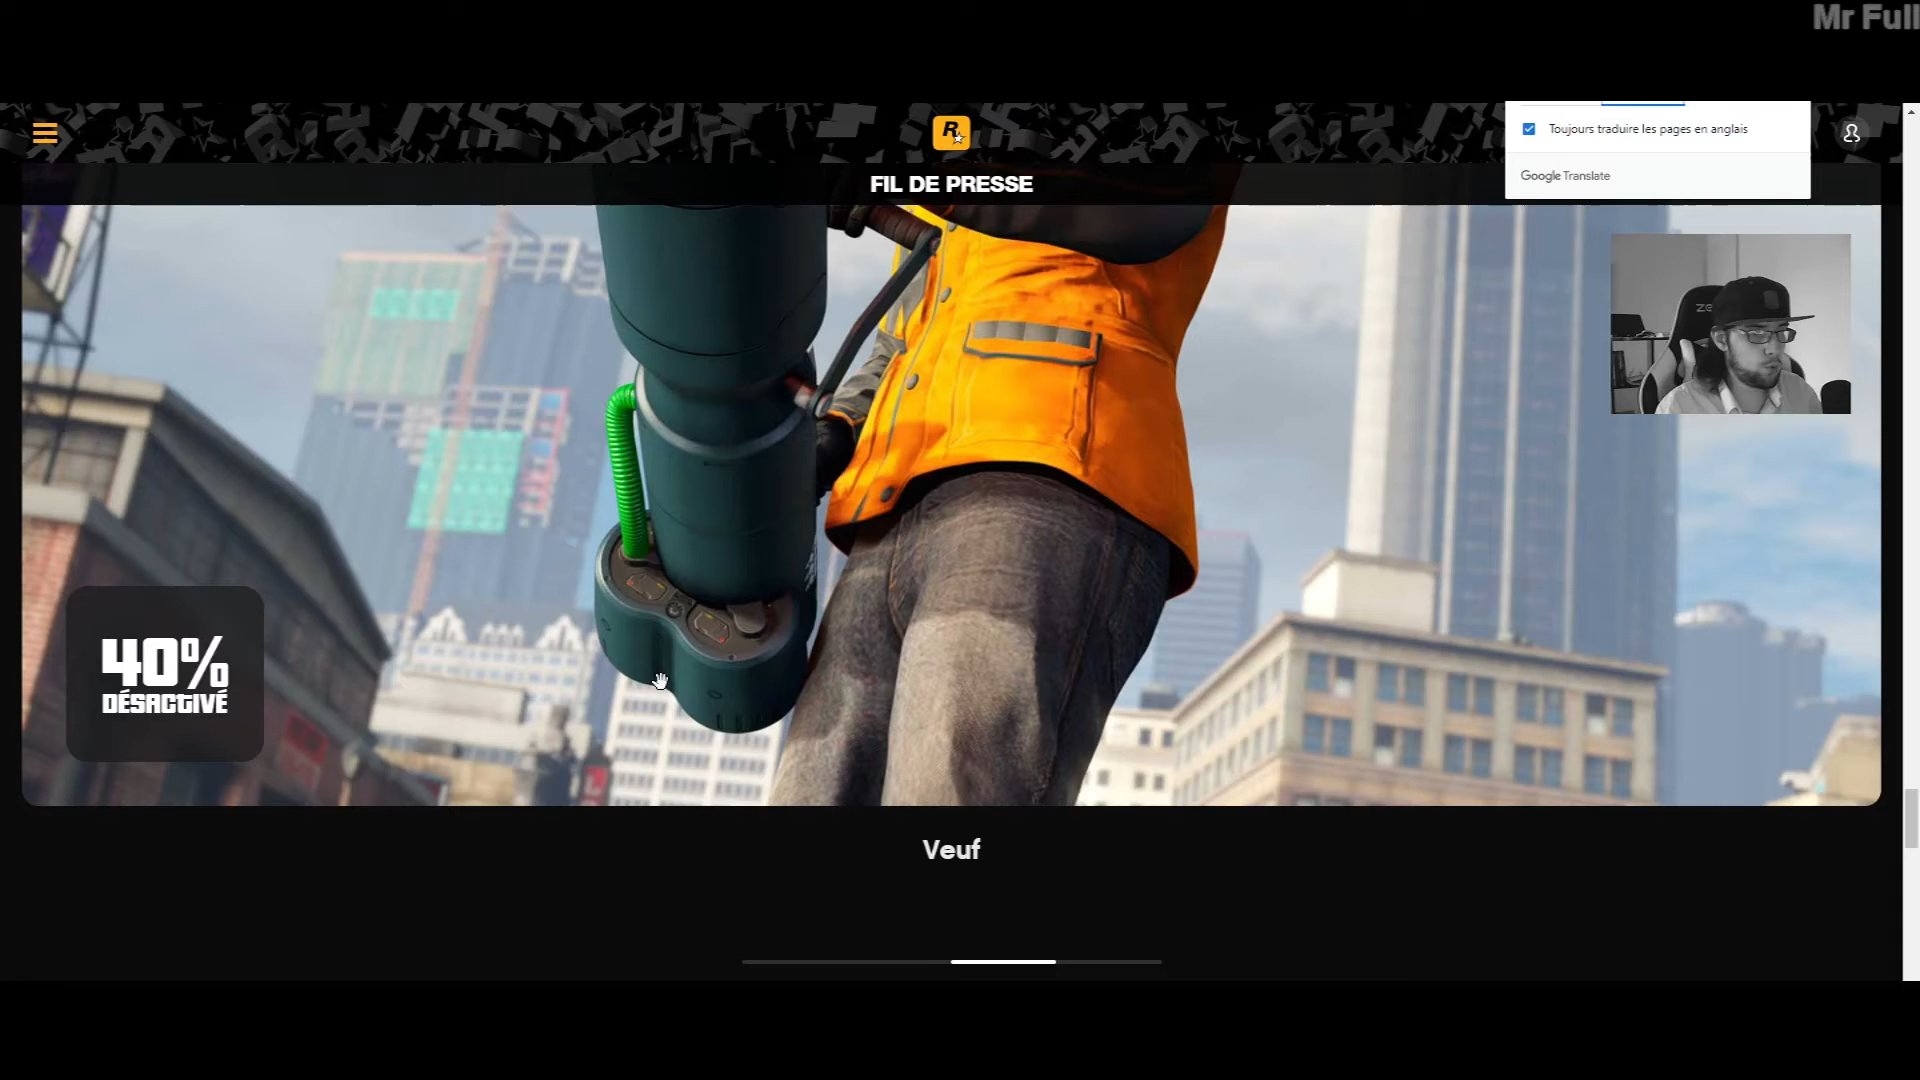 Mr Full
R
Toujours traduire les pages en anglais
Google Translate
FIL DE PRESSE
40%
DÉSACTIVÉ
Veuf